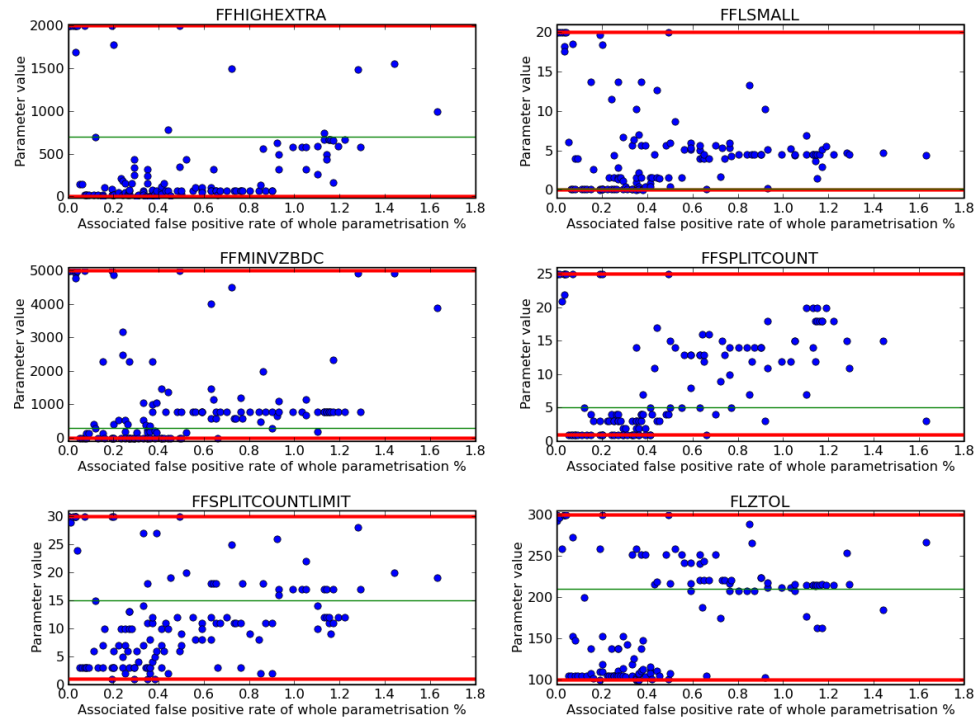 FFHIGHEXTRA
2000
1500
1000
500
0
Parameter value
0.0 0.2 0.4 0.6 0.8 1.0 1.2 1.4 1.6 1.8
Associated false positive rate of whole parametrisation %
FFLSMALL
20
15
10
5
0
Parameter value
0.0 0.2 0.4 0.6 0.8 1.0 1.2 1.4 1.6 1.8
Associated false positive rate of whole parametrisation %
FFMINVZBDC
5000
4000
3000
2000
1000
0
Parameter value
0.0 0.2 0.4 0.6 0.8 1.0 1.2 1.4 1.6 1.8
Associated false positive rate of whole parametrisation %
FFSPLITCOUNT
25
20
15
10
5
0
Parameter value
0.0 0.2 0.4 0.6 0.8 1.0 1.2 1.4 1.6 1.8
Associated false positive rate of whole parametrisation %
FFSPLITCOUNTLIMIT
30
25
20
15
10
5
0
Parameter value
0.0 0.2 0.4 0.6 0.8 1.0 1.2 1.4 1.6 1.8
Associated false positive rate of whole parametrisation %
FLZTOL
300
250
200
150
100
Parameter value
0.0 0.2 0.4 0.6 0.8 1.0 1.2 1.4 1.6 1.8
Associated false positive rate of whole parametrisation %